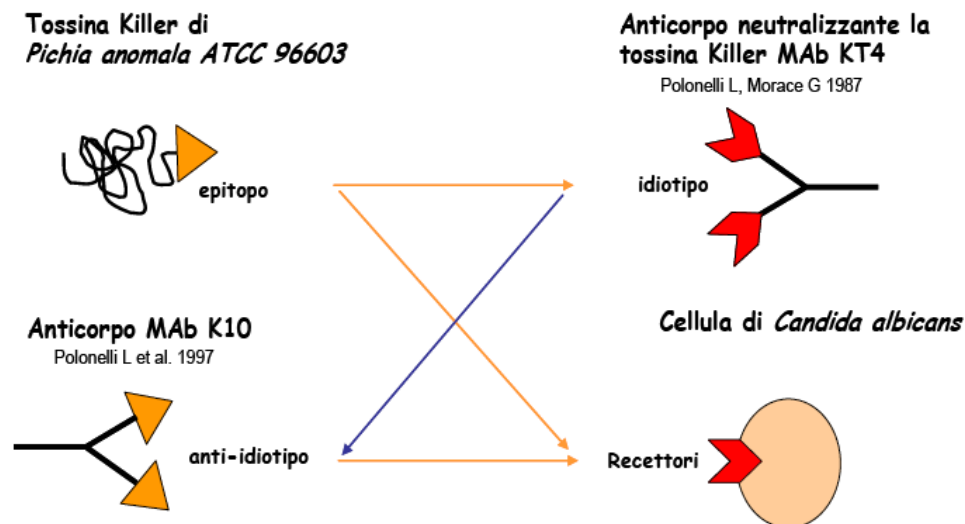 Tossina Killer di
Pichia anomala ATCC 96603
epitopo
Anticorpo neutralizzante la
tossina Killer MAb KT4
Polonelli L, Morace G 1987
idiotipo
Anticorpo MAb K10
Polonelli L et al. 1997
anti-idiotipo
Cellula di Candida albicans
Recettori